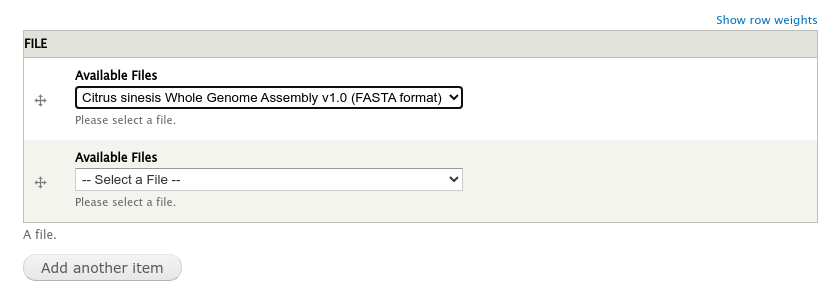 Show row weights
FILE
Available Files
Citrus sinesis Whole Genome Assembly v1.0 (FASTA format)
Please select a file.
Available Files
-- Select a File --
Please select a file.
A file.
Add another item